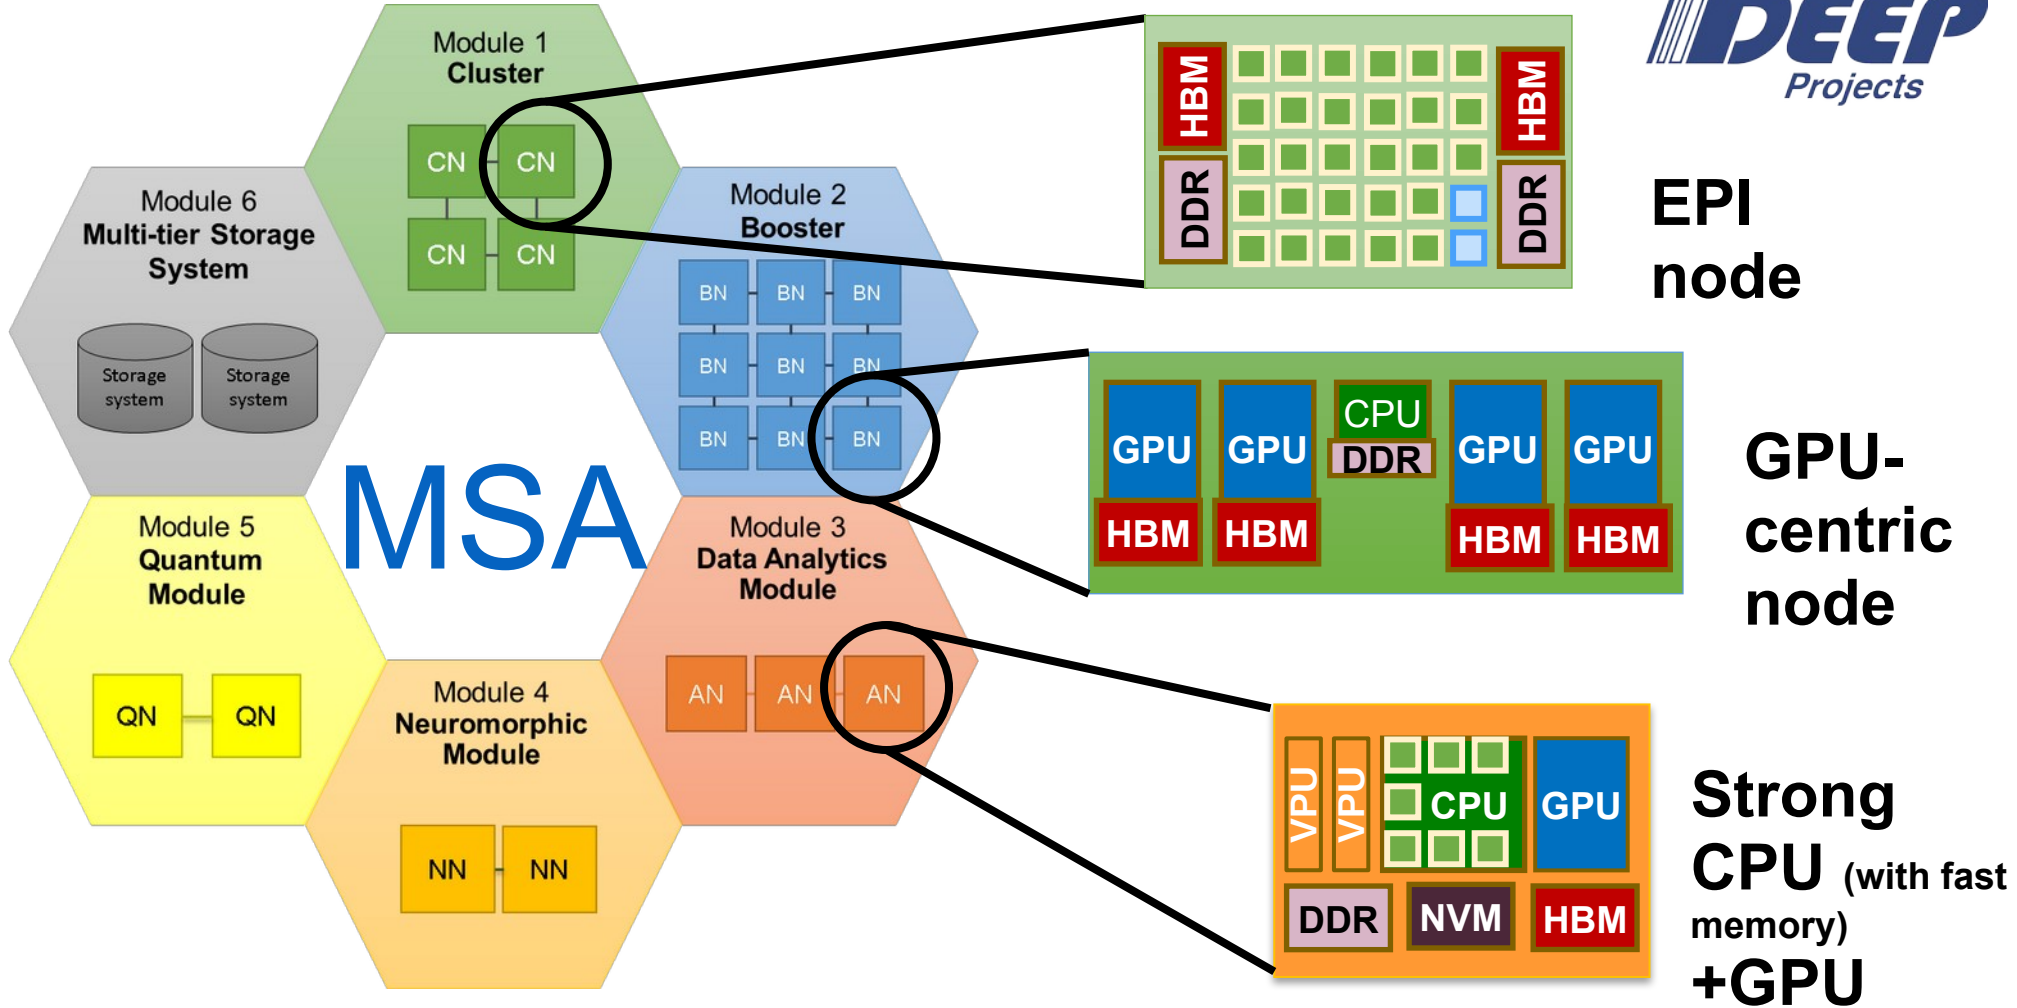 Module 1
Cluster
CN CN
CN CN
Module 2
Booster
BN BN BN
BN BN BN
BN BN BN
Module 3
Data Analytics
Module
AN AN AN
Module 4
Neuromorphic
Module
NN NN
Module 5
Quantum
Module
QN QN
Module 6
Multi-tier Storage
System
Storage
system
Storage
system
MSA
HBM
DDR
HBM
DDR
EPI
node
GPU GPU CPU GPU GPU
DDR
HBM HBM HBM HBM
GPU-
centric
node
VPU VPU CPU GPU
DDR NVM HBM
Strong
CPU (with fast
memory)
+GPU
DEEP
Projects